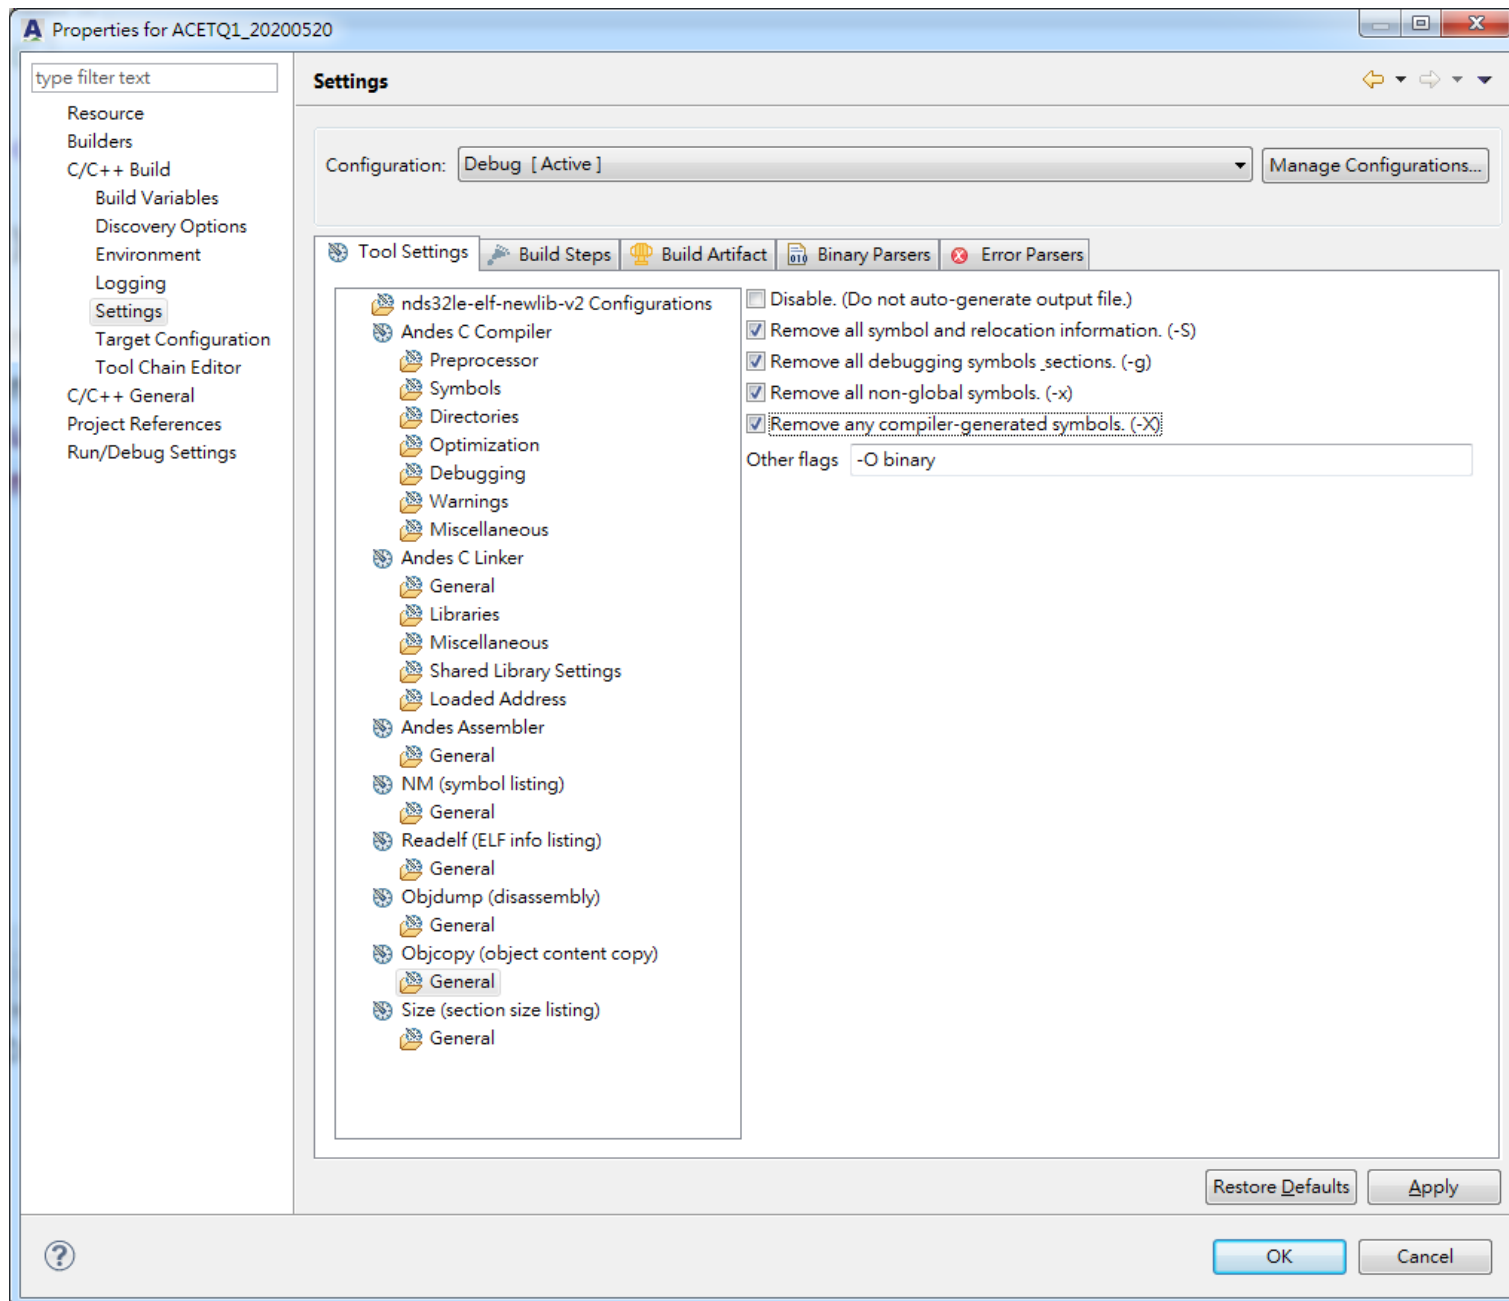 Properties for ACETQ1_20200520
type filter text
Resource
Builders
C/C++ Build
Build Variables
Discovery Options
Environment
Logging
Settings
Target Configuration
Tool Chain Editor
C/C++ General
Project References
Run/Debug Settings
Settings
Configuration: Debug [ Active ] Manage Configurations...
Tool Settings Build Steps Build Artifact Binary Parsers Error Parsers
nds32le-elf-newlib-v2 Configurations
Andes C Compiler
Preprocessor
Symbols
Directories
Optimization
Debugging
Warnings
Miscellaneous
Andes C Linker
General
Libraries
Miscellaneous
Shared Library Settings
Loaded Address
Andes Assembler
General
NM (symbol listing)
General
Readelf (ELF info listing)
General
Objdump (disassembly)
General
Objcopy (object content copy)
General
Size (section size listing)
General
Disable. (Do not auto-generate output file.)
Remove all symbol and relocation information. (-S)
Remove all debugging symbols_sections. (-g)
Remove all non-global symbols. (-x)
Remove any compiler-generated symbols. (-X)
Other flags -O binary
Restore Defaults Apply
OK Cancel